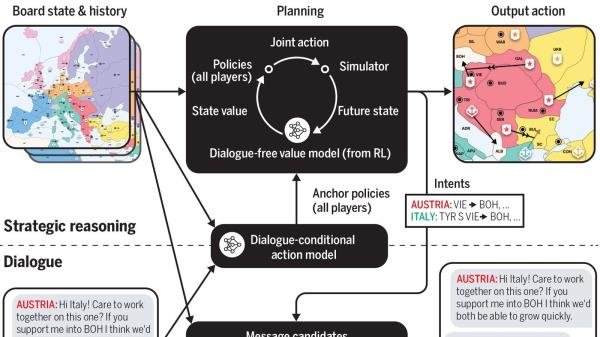 Board state & history
Planning
Output action
Joint action
Policies
(all players)
Simulator
State value
Future state
Dialogue-free value model (from RL)
BOH
SIL
WAR
UKR
GAL
VIE
BUD
TRI
RUM
SER
BUL
SC
EC
ADR
ALB
APU
CON
Anchor policies
(all players)
Intents
AUSTRIA: VIE → BOH, ...
ITALY: TYR S VIE → BOH, ...
Strategic reasoning
Dialogue-conditional
action model
Dialogue
AUSTRIA: Hi Italy! Care to work
together on this one? If you
support me into BOH I think we'd
AUSTRIA: Hi Italy! Care to work
together on this one? If you
support me into BOH I think we'd
both be able to grow quickly.
Message candidates